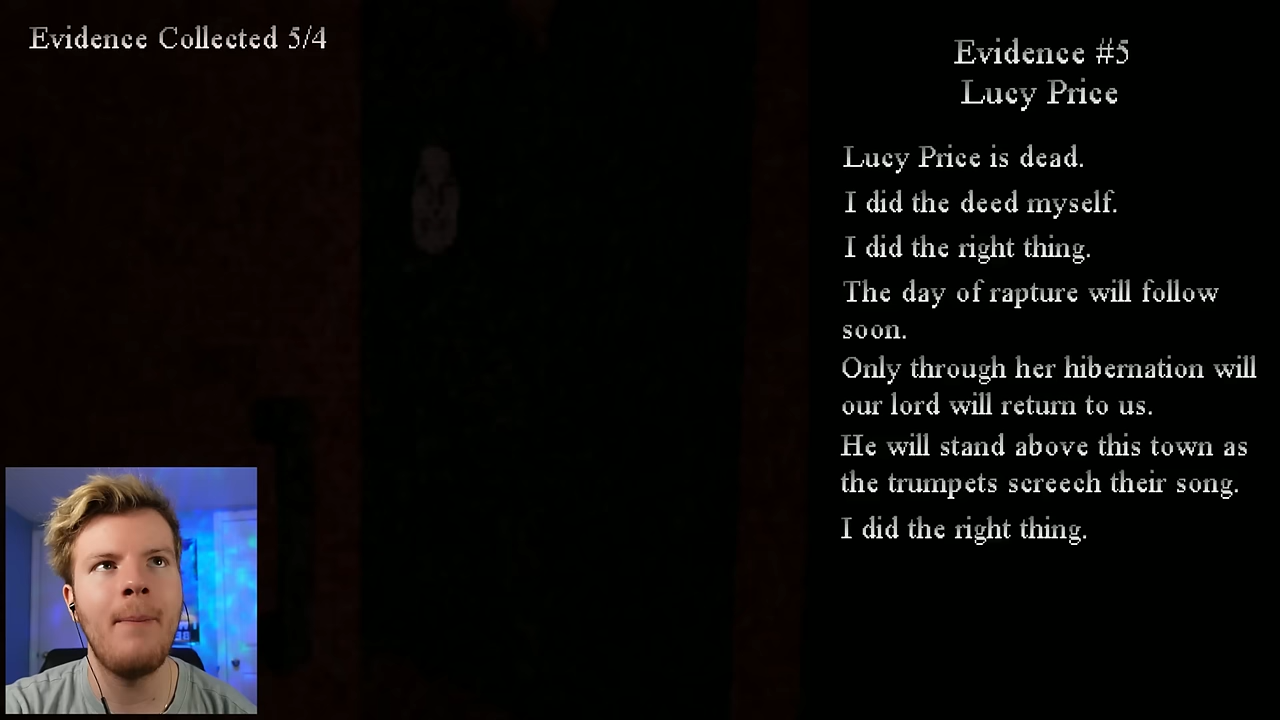 Evidence Collected 5/4
Evidence #5
Lucy Price
Lucy Price is dead.
I did the deed myself.
I did the right thing.
The day of rapture will follow
soon.
Only through her hibernation will
our lord will return to us.
He will stand above this town as
the trumpets screech their song.
I did the right thing.